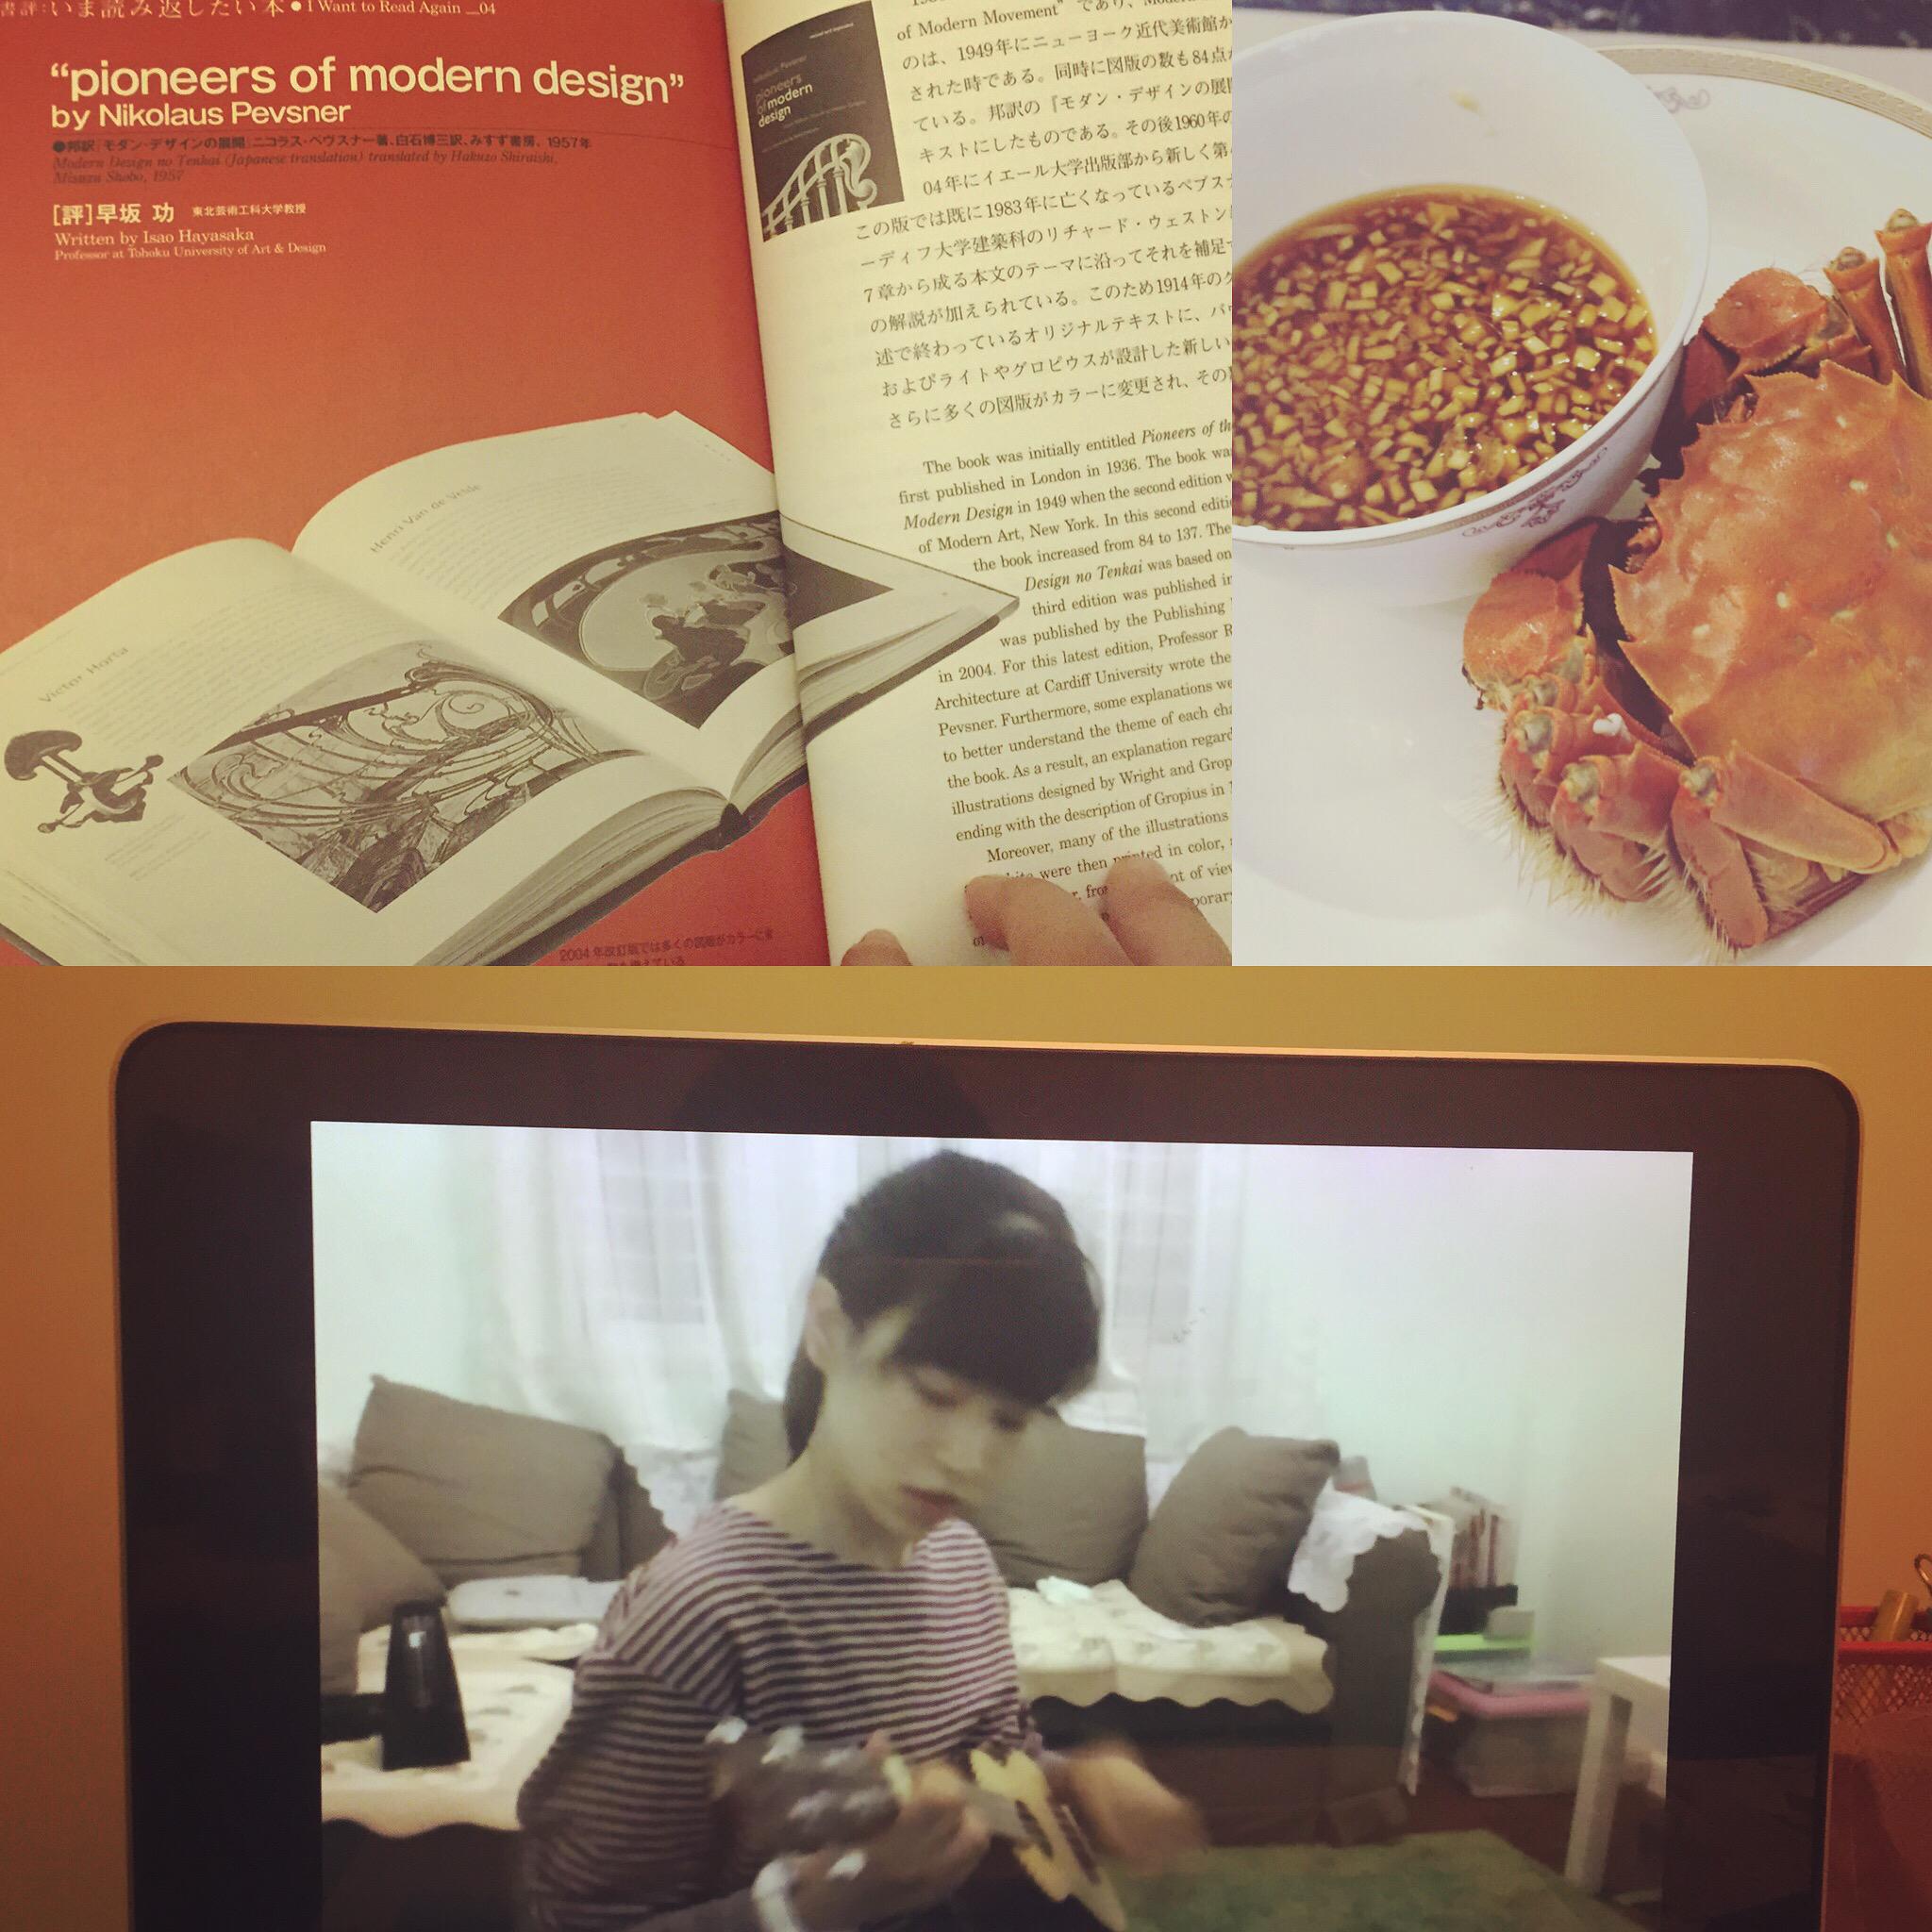 書評:いま読み返したい本●I Want to Read Again _04
“pioneers of modern design”
by Nikolaus Pevsner
●邦訳『モダン・デザインの展開』ニコラス・ペヴスナー著、白石博三訳、みすず書房、1957年
Modern Design no Tenkai (Japanese translation) translated by Hakuzo Shiraishi,
Misuzu Shobo, 1957
[評]早坂 功 東北芸術工科大学教授
Written by Isao Hayasaka
Professor at Tohoku University of Art & Design
Victor Horta
Henri Van de Velde
2004年改訂版では多くの図版がカラーに
pioneers
of modern
design
of Modern Movement” であり、
のは、1949年にニューヨーク近代美術館か
された時である。同時に図版の数も84点
ている。邦訳の『モダン・デザインの展開
キストにしたものである。その後1960年の
04年にイエール大学出版部から新しく第
この版では既に1983年に亡くなっているペブスナ
ーディフ大学建築科のリチャード・ウェストン
7章から成る本文のテーマに沿ってそれを補足
の解説が加えられている。このため1914年のグ
述で終わっているオリジナルテキストに、バウ
およびライトやグロピウスが設計した新しい
さらに多くの図版がカラーに変更され、その
The book was initially entitled Pioneers of the
first published in London in 1936. The book was
Modern Design in 1949 when the second edition w
of Modern Art, New York. In this second editi
the book increased from 84 to 137. The
Design no Tenkai was based on
third edition was published in
was published by the Publishing
in 2004. For this latest edition, Professor R
Architecture at Cardiff University wrote the
Pevsner. Furthermore, some explanations we
to better understand the theme of each cha
the book. As a result, an explanation regard
illustrations designed by Wright and Grop
ending with the description of Gropius in 1
Moreover, many of the illustrations
were then printed in color,
from nt of view
porary